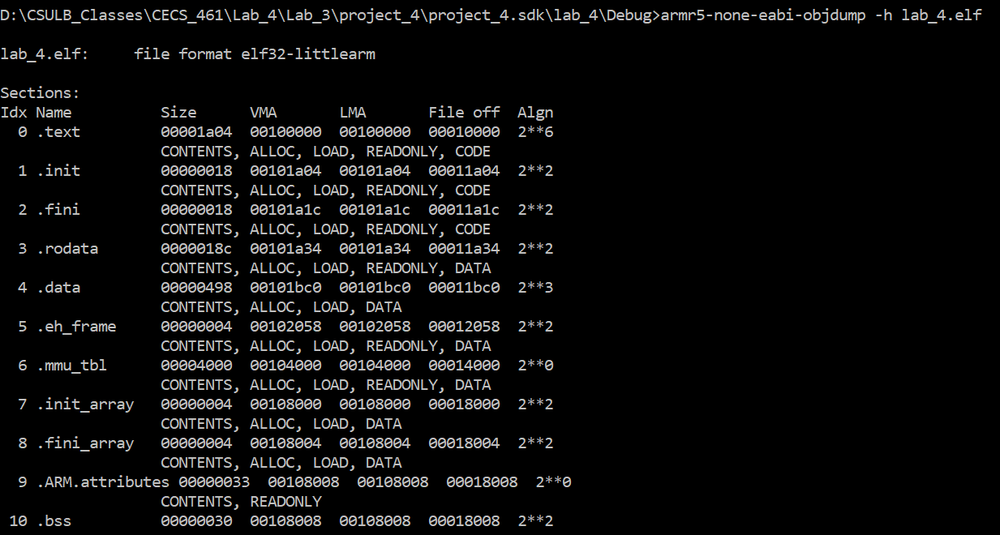 D:\CSULB_Classes\CECS_461\Lab_4\Lab_3\project_4\project_4.sdk\lab_4\Debug>armr5-none-eabi-objdump -h lab_4.elf
lab_4.elf:     file format elf32-littlearm
Sections:
Idx Name          Size      VMA       LMA       File off  Algn
  0 .text         00001a04  00100000  00100000  00010000  2**6
                  CONTENTS, ALLOC, LOAD, READONLY, CODE
  1 .init         00000018  00101a04  00101a04  00011a04  2**2
                  CONTENTS, ALLOC, LOAD, READONLY, CODE
  2 .fini         00000018  00101a1c  00101a1c  00011a1c  2**2
                  CONTENTS, ALLOC, LOAD, READONLY, CODE
  3 .rodata       0000018c  00101a34  00101a34  00011a34  2**2
                  CONTENTS, ALLOC, LOAD, READONLY, DATA
  4 .data         00000498  00101bc0  00101bc0  00011bc0  2**3
                  CONTENTS, ALLOC, LOAD, DATA
  5 .eh_frame     00000004  00102058  00102058  00012058  2**2
                  CONTENTS, ALLOC, LOAD, READONLY, DATA
  6 .mmu_tbl      00004000  00104000  00104000  00014000  2**0
                  CONTENTS, ALLOC, LOAD, READONLY, DATA
  7 .init_array   00000004  00108000  00108000  00018000  2**2
                  CONTENTS, ALLOC, LOAD, DATA
  8 .fini_array   00000004  00108004  00108004  00018004  2**2
                  CONTENTS, ALLOC, LOAD, DATA
  9 .ARM.attributes 00000033  00108008  00108008  00018008  2**0
                  CONTENTS, READONLY
 10 .bss          00000030  00108008  00108008  00018008  2**2